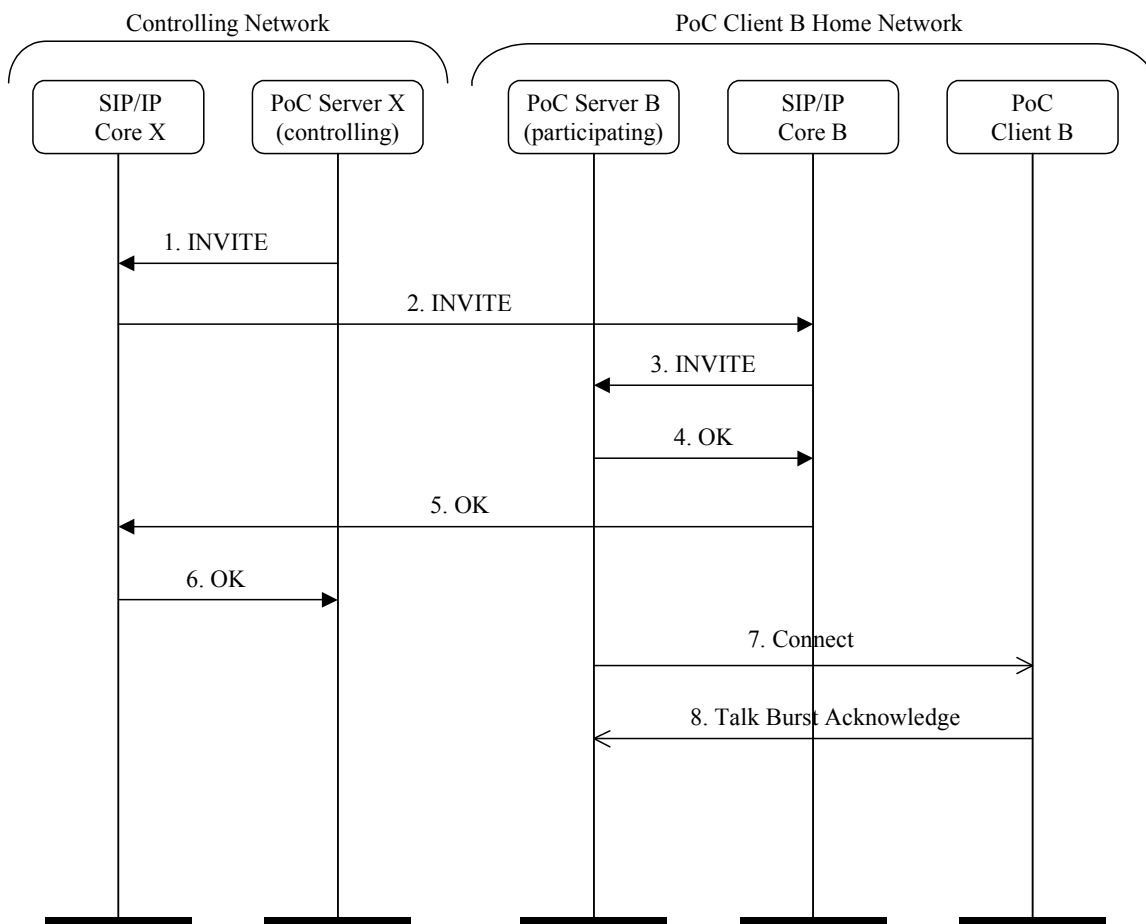 Controlling Network
PoC Client B Home Network
SIP/IP
Core X
PoC Server X
(controlling)
PoC Server B
(participating)
SIP/IP
Core B
PoC
Client B
1. INVITE
2. INVITE
3. INVITE
4. OK
5. OK
6. OK
7. Connect
8. Talk Burst Acknowledge